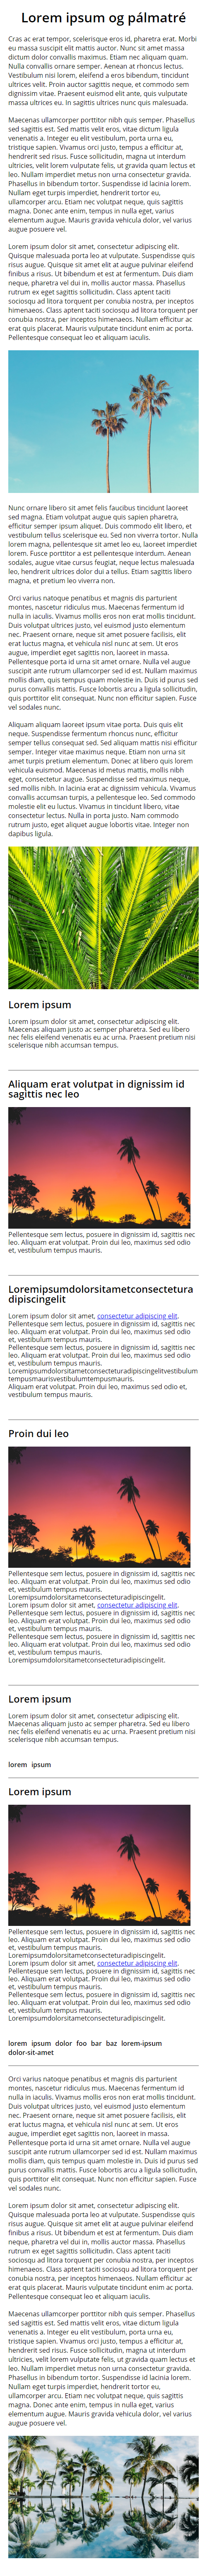 Lorem ipsum og pálmatré
Cras ac erat tempor, scelerisque eros id, pharetra erat. Morbi
eu massa suscipit elit mattis auctor. Nunc sit amet massa
dictum dolor convallis maximus. Etiam nec aliquam quam.
Nulla convallis ornare semper. Aenean at rhoncus lectus.
Vestibulum nisi lorem, eleifend a eros bibendum, tincidunt
ultrices velit. Proin auctor sagittis neque, et commodo sem
dignissim vitae. Praesent euismod elit ante, quis vulputate
massa ultrices eu. In sagittis ultrices nunc quis malesuada.
Maecenas ullamcorper porttitor nibh quis semper. Phasellus
sed sagittis est. Sed mattis velit eros, vitae dictum ligula
venenatis a. Integer eu elit vestibulum, porta urna eu,
tristique sapien. Vivamus orci justo, tempus a efficitur at,
hendrerit sed risus. Fusce sollicitudin, magna ut interdum
ultricies, velit lorem vulputate felis, ut gravida quam lectus et
leo. Nullam imperdiet metus non urna consectetur gravida.
Phasellus in bibendum tortor. Suspendisse id lacinia lorem.
Nullam eget turpis imperdiet, hendrerit tortor eu,
ullamcorper arcu. Etiam nec volutpat neque, quis sagittis
magna. Donec ante enim, tempus in nulla eget, varius
elementum augue. Mauris gravida vehicula dolor, vel varius
augue posuere vel.
Lorem ipsum dolor sit amet, consectetur adipiscing elit.
Quisque malesuada porta leo at vulputate. Suspendisse quis
risus augue. Quisque sit amet elit at augue pulvinar eleifend
finibus a risus. Ut bibendum et est at fermentum. Duis diam
neque, pharetra vel dui in, mollis auctor massa. Phasellus
rutrum ex eget sagittis sollicitudin. Class aptent taciti
sociosqu ad litora torquent per conubia nostra, per inceptos
himenaeos. Class aptent taciti sociosqu ad litora torquent per
conubia nostra, per inceptos himenaeos. Nullam efficitur ac
erat quis placerat. Mauris vulputate tincidunt enim ac porta.
Pellentesque consequat leo et aliquam iaculis.
Nunc ornare libero sit amet felis faucibus tincidunt laoreet
sed magna. Etiam volutpat augue quis sapien pharetra,
efficitur semper ipsum aliquet. Duis commodo elit libero, et
vestibulum tellus scelerisque eu. Sed non viverra tortor. Nulla
lorem magna, pellentesque sit amet leo eu, laoreet imperdiet
lorem. Fusce porttitor a est pellentesque interdum. Aenean
sodales, augue vitae cursus feugiat, neque lectus malesuada
leo, hendrerit ultrices dolor dui a tellus. Etiam sagittis libero
magna, et pretium leo viverra non.
Orci varius natoque penatibus et magnis dis parturient
montes, nascetur ridiculus mus. Maecenas fermentum id
nulla in iaculis. Vivamus mollis eros non erat mollis tincidunt.
Duis volutpat ultrices justo, vel euismod justo elementum
nec. Praesent ornare, neque sit amet posuere facilisis, elit
erat luctus magna, et vehicula nisl nunc at sem. Ut eros
augue, imperdiet eget sagittis non, laoreet in massa.
Pellentesque porta id urna sit amet ornare. Nulla vel augue
suscipit ante rutrum ullamcorper sed id est. Nullam maximus
mollis diam, quis tempus quam molestie in. Duis id purus sed
purus convallis mattis. Fusce lobortis arcu a ligula sollicitudin,
quis porttitor elit consequat. Nunc non efficitur sapien. Fusce
vel sodales nunc.
Aliquam aliquam laoreet ipsum vitae porta. Duis quis elit
neque. Suspendisse fermentum rhoncus nunc, efficitur
semper tellus consequat sed. Sed aliquam mattis nisi efficitur
semper. Integer vitae maximus neque. Etiam non urna sit
amet turpis pretium elementum. Donec at libero quis lorem
vehicula euismod. Maecenas id metus mattis, mollis nibh
eget, consectetur augue. Suspendisse sed maximus neque,
sed mollis nibh. In lacinia erat ac dignissim vehicula. Vivamus
convallis accumsan turpis, a pellentesque leo. Sed commodo
molestie elit eu luctus. Vivamus in tincidunt libero, vitae
consectetur lectus. Nulla in porta justo. Nam commodo
rutrum justo, eget aliquet augue lobortis vitae. Integer non
dapibus ligula.
Lorem ipsum
Lorem ipsum dolor sit amet, consectetur adipiscing elit.
Maecenas aliquam justo ac semper pharetra. Sed eu libero
nec felis eleifend venenatis eu ac urna. Praesent pretium nisi
scelerisque nibh accumsan tempus.
Aliquam erat volutpat in dignissim id
sagittis nec leo
Pellentesque sem lectus, posuere in dignissim id, sagittis nec
leo. Aliquam erat volutpat. Proin dui leo, maximus sed odio
et, vestibulum tempus mauris.
Loremipsumdolorsitametconsectetura
dipiscingelit
Lorem ipsum dolor sit amet, consectetur adipiscing elit.
Pellentesque sem lectus, posuere in dignissim id, sagittis nec
leo. Aliquam erat volutpat. Proin dui leo, maximus sed odio
et, vestibulum tempus mauris.
Pellentesque sem lectus, posuere in dignissim id, sagittis nec
leo. Aliquam erat volutpat. Proin dui leo, maximus sed odio
et, vestibulum tempus mauris.
Loremipsumdolorsitametconsecteturadipiscingelitvestibulum
tempusmaurisvestibulumtempusmauris.
Aliquam erat volutpat. Proin dui leo, maximus sed odio et,
vestibulum tempus mauris.
Proin dui leo
Pellentesque sem lectus, posuere in dignissim id, sagittis nec
leo. Aliquam erat volutpat. Proin dui leo, maximus sed odio
et, vestibulum tempus mauris.
Loremipsumdolorsitametconsecteturadipiscingelit.
Lorem ipsum dolor sit amet, consectetur adipiscing elit.
Pellentesque sem lectus, posuere in dignissim id, sagittis nec
leo. Aliquam erat volutpat. Proin dui leo, maximus sed odio
et, vestibulum tempus mauris.
Pellentesque sem lectus, posuere in dignissim id, sagittis nec
leo. Aliquam erat volutpat. Proin dui leo, maximus sed odio
et, vestibulum tempus mauris.
Loremipsumdolorsitametconsecteturadipiscingelit.
Lorem ipsum
Lorem ipsum dolor sit amet, consectetur adipiscing elit.
Maecenas aliquam justo ac semper pharetra. Sed eu libero
nec felis eleifend venenatis eu ac urna. Praesent pretium nisi
scelerisque nibh accumsan tempus.
lorem ipsum
Lorem ipsum
Pellentesque sem lectus, posuere in dignissim id, sagittis nec
leo. Aliquam erat volutpat. Proin dui leo, maximus sed odio
et, vestibulum tempus mauris.
Loremipsumdolorsitametconsecteturadipiscingelit.
Lorem ipsum dolor sit amet, consectetur adipiscing elit.
Pellentesque sem lectus, posuere in dignissim id, sagittis nec
leo. Aliquam erat volutpat. Proin dui leo, maximus sed odio
et, vestibulum tempus mauris.
Pellentesque sem lectus, posuere in dignissim id, sagittis nec
leo. Aliquam erat volutpat. Proin dui leo, maximus sed odio
et, vestibulum tempus mauris.
Loremipsumdolorsitametconsecteturadipiscingelit.
lorem ipsum dolor foo bar baz lorem-ipsum
dolor-sit-amet
Orci varius natoque penatibus et magnis dis parturient
montes, nascetur ridiculus mus. Maecenas fermentum id
nulla in iaculis. Vivamus mollis eros non erat mollis tincidunt.
Duis volutpat ultrices justo, vel euismod justo elementum
nec. Praesent ornare, neque sit amet posuere facilisis, elit
erat luctus magna, et vehicula nisl nunc at sem. Ut eros
augue, imperdiet eget sagittis non, laoreet in massa.
Pellentesque porta id urna sit amet ornare. Nulla vel augue
suscipit ante rutrum ullamcorper sed id est. Nullam maximus
mollis diam, quis tempus quam molestie in. Duis id purus sed
purus convallis mattis. Fusce lobortis arcu a ligula sollicitudin,
quis porttitor elit consequat. Nunc non efficitur sapien. Fusce
vel sodales nunc.
Lorem ipsum dolor sit amet, consectetur adipiscing elit.
Quisque malesuada porta leo at vulputate. Suspendisse quis
risus augue. Quisque sit amet elit at augue pulvinar eleifend
finibus a risus. Ut bibendum et est at fermentum. Duis diam
neque, pharetra vel dui in, mollis auctor massa. Phasellus
rutrum ex eget sagittis sollicitudin. Class aptent taciti
sociosqu ad litora torquent per conubia nostra, per inceptos
himenaeos. Class aptent taciti sociosqu ad litora torquent per
conubia nostra, per inceptos himenaeos. Nullam efficitur ac
erat quis placerat. Mauris vulputate tincidunt enim ac porta.
Pellentesque consequat leo et aliquam iaculis.
Maecenas ullamcorper porttitor nibh quis semper. Phasellus
sed sagittis est. Sed mattis velit eros, vitae dictum ligula
venenatis a. Integer eu elit vestibulum, porta urna eu,
tristique sapien. Vivamus orci justo, tempus a efficitur at,
hendrerit sed risus. Fusce sollicitudin, magna ut interdum
ultricies, velit lorem vulputate felis, ut gravida quam lectus et
leo. Nullam imperdiet metus non urna consectetur gravida.
Phasellus in bibendum tortor. Suspendisse id lacinia lorem.
Nullam eget turpis imperdiet, hendrerit tortor eu,
ullamcorper arcu. Etiam nec volutpat neque, quis sagittis
magna. Donec ante enim, tempus in nulla eget, varius
elementum augue. Mauris gravida vehicula dolor, vel varius
augue posuere vel.